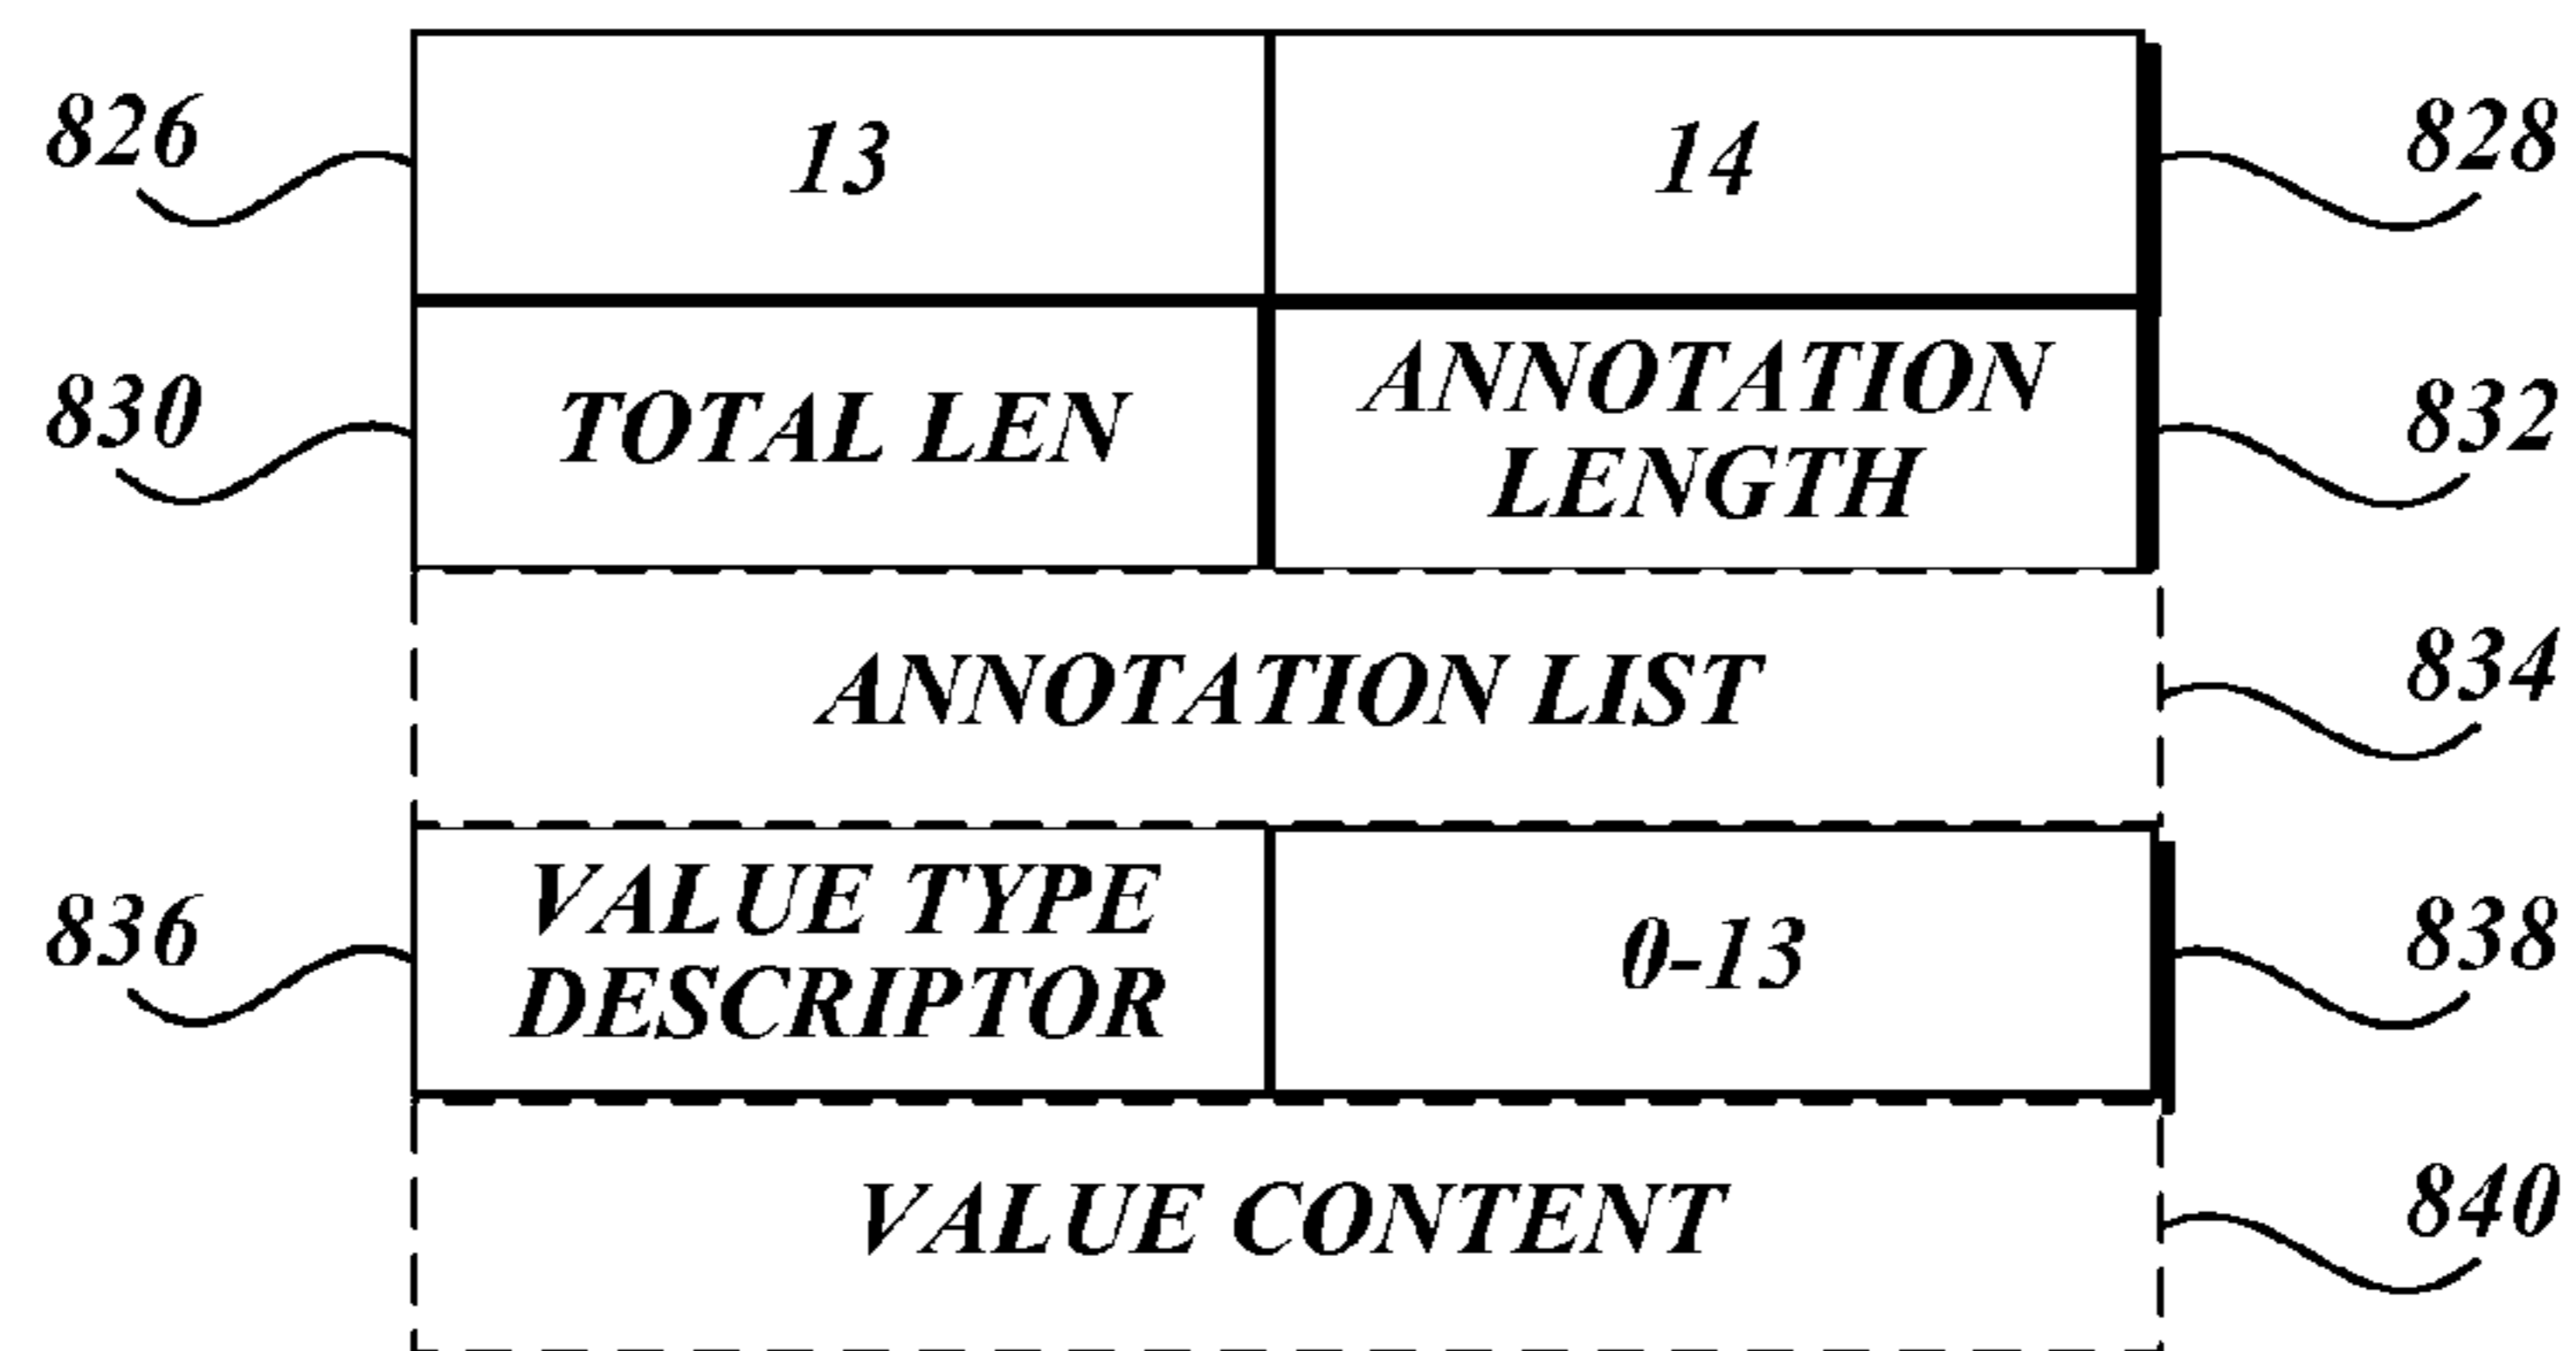 826 13 14 828
830 TOTAL LEN ANNOTATION LENGTH 832
ANNOTATION LIST 834
836 VALUE TYPE DESCRIPTOR 0-13 838
VALUE CONTENT 840